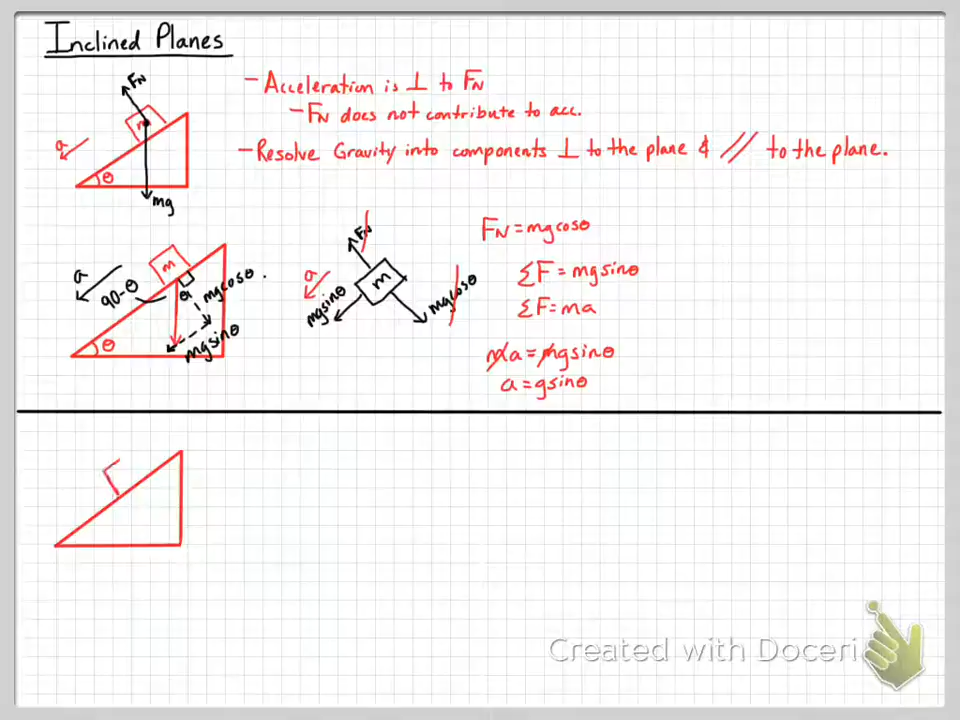 Inclined Planes
FN
m
a
θ
mg
- Acceleration is ⊥ to FN
- FN does not contribute to acc.
- Resolve Gravity into components ⊥ to the plane & // to the plane.
a
m
90-θ
θ
mgcosθ.
mgsinθ
θ
FN
a
m
mgsinθ
mgcosθ
FN = mgcosθ
ΣF = mgsinθ
ΣF = ma
ma = mgsinθ
a = gsinθ
Created with Doceri